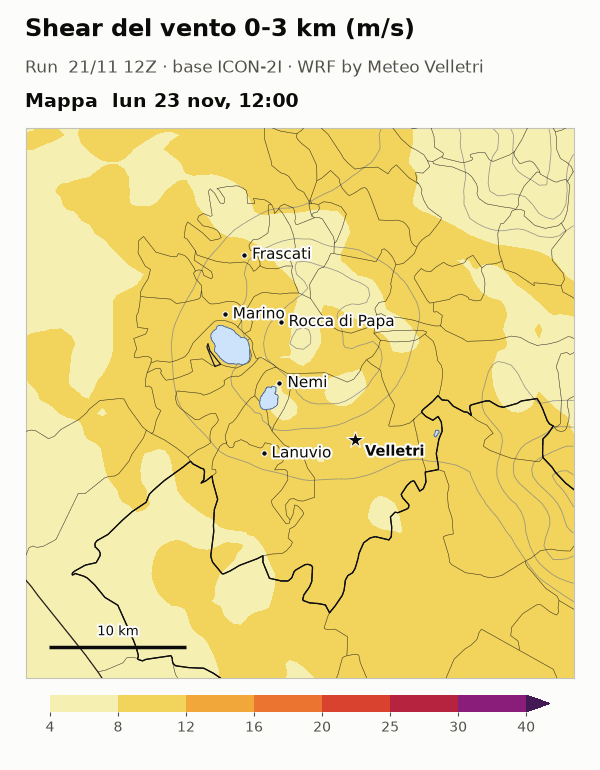 Shear del vento 0-3 km (m/s)
Run  21/11 12Z · base ICON-2I · WRF by Meteo Velletri
Mappa  lun 23 nov, 12:00
Frascati
Marino
Rocca di Papa
Nemi
Velletri
Lanuvio
10 km
4 8 12 16 20 25 30 40